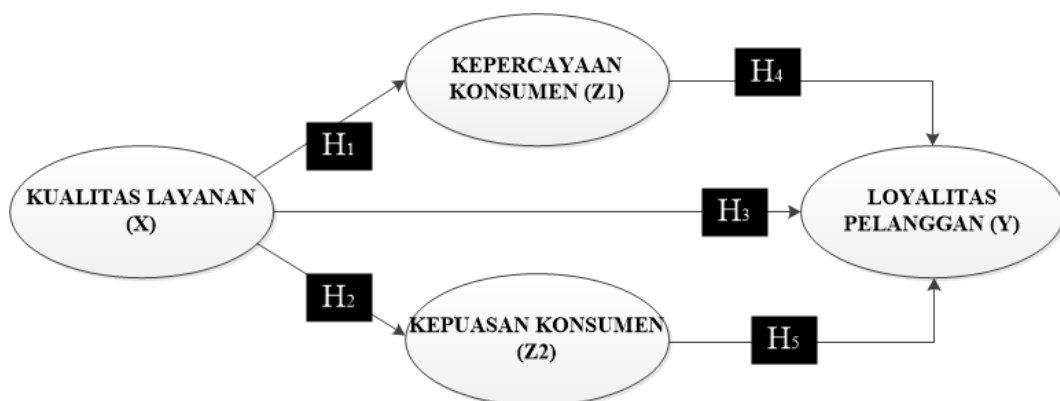 KEPERCAYAAN
KONSUMEN (Z1)
H4
H1
KUALITAS LAYANAN
(X)
H3
LOYALITAS
PELANGGAN (Y)
H2
KEPUASAN KONSUMEN
(Z2)
H5